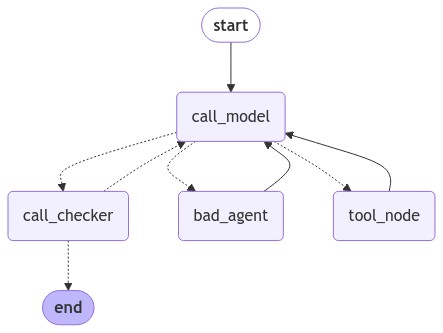 start
call_model
call_checker
bad_agent
tool_node
end